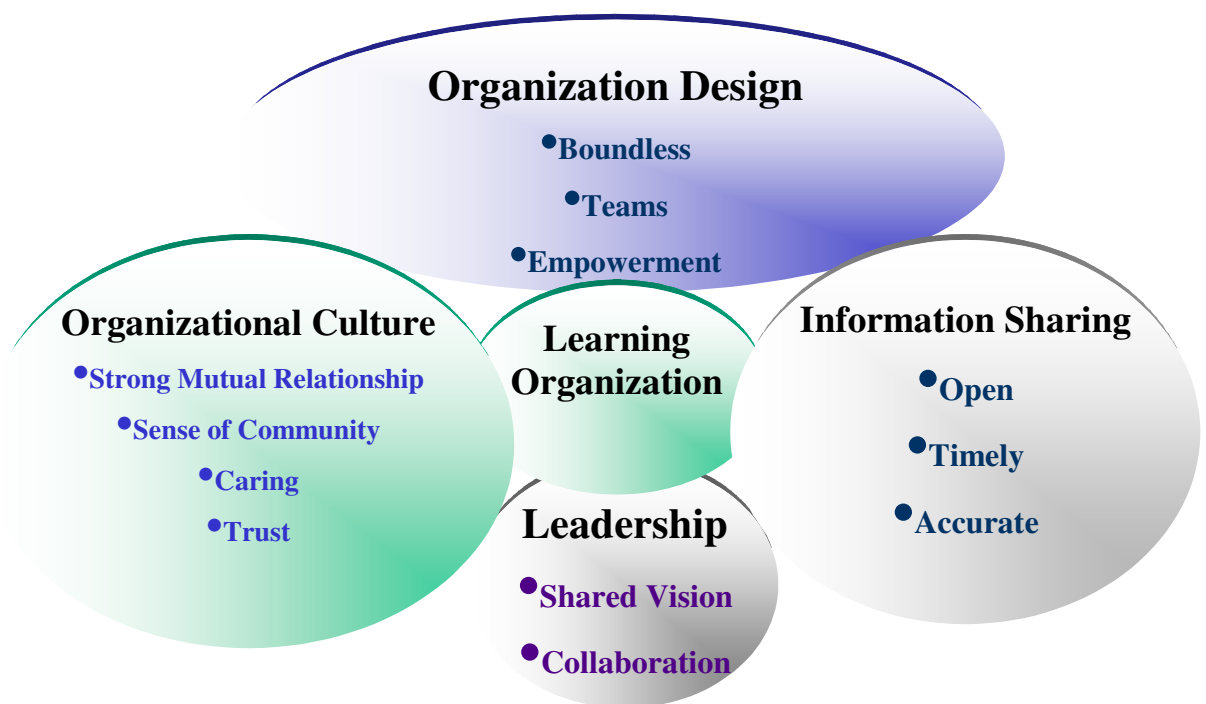 Organization Design
•Boundless
•Teams
•Empowerment
Organizational Culture
•Strong Mutual Relationship
•Sense of Community
•Caring
•Trust
Learning
Organization
Information Sharing
•Open
•Timely
•Accurate
Leadership
•Shared Vision
•Collaboration